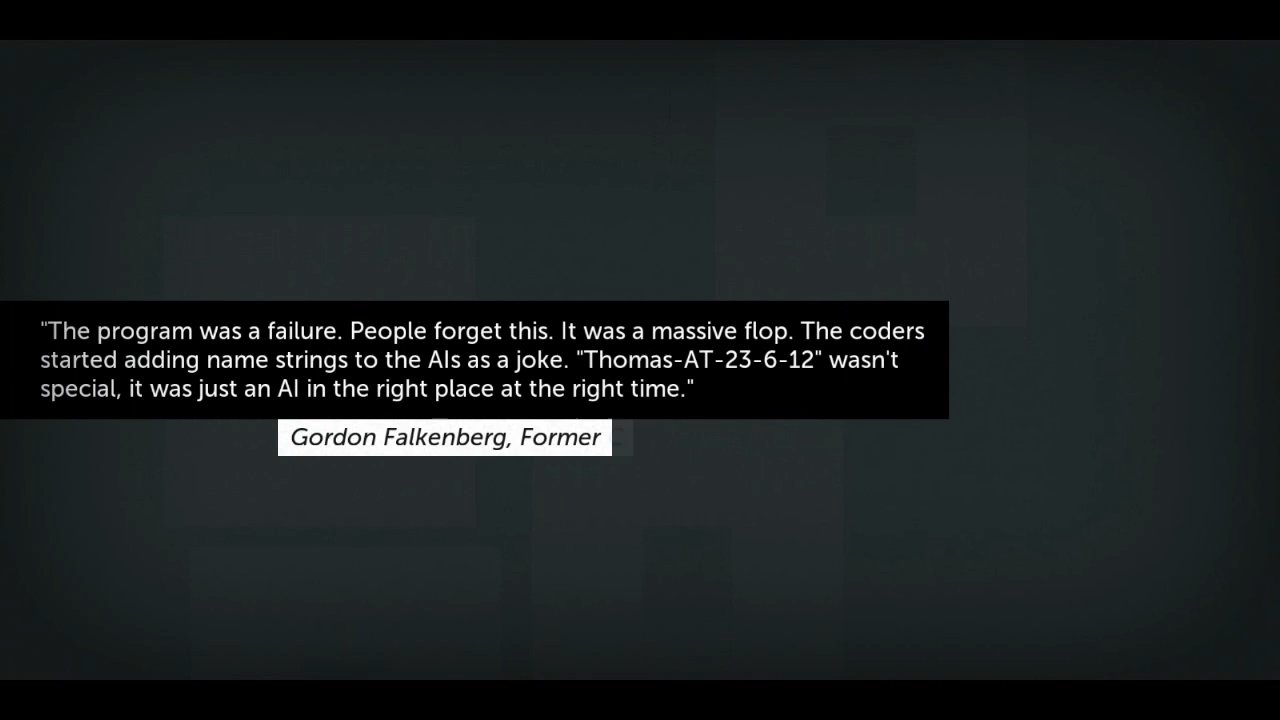 "The program was a failure. People forget this. It was a massive flop. The coders
started adding name strings to the AIs as a joke. "Thomas-AT-23-6-12" wasn't
special, it was just an AI in the right place at the right time."
Gordon Falkenberg, Former